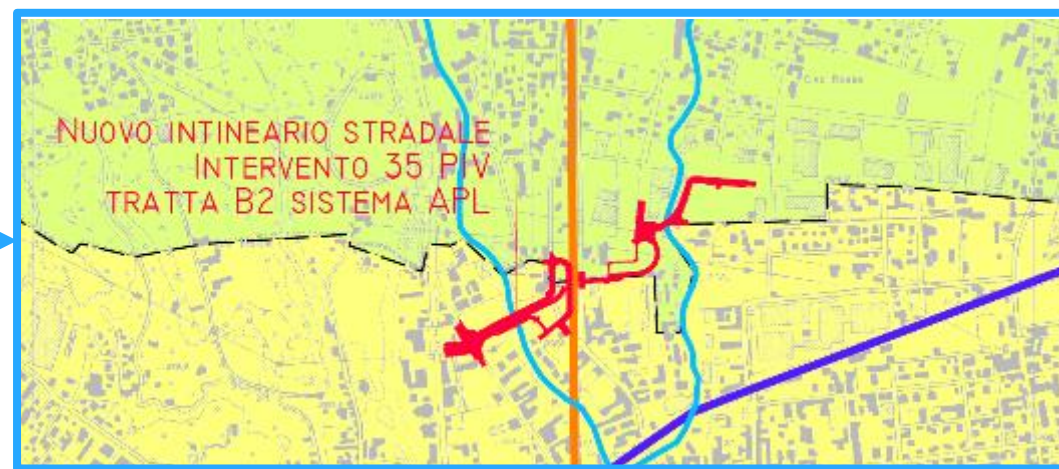 NUOVO INTINEARIO STRADALE
INTERVENTO 35 PIV
TRATTA B2 SISTEMA APL